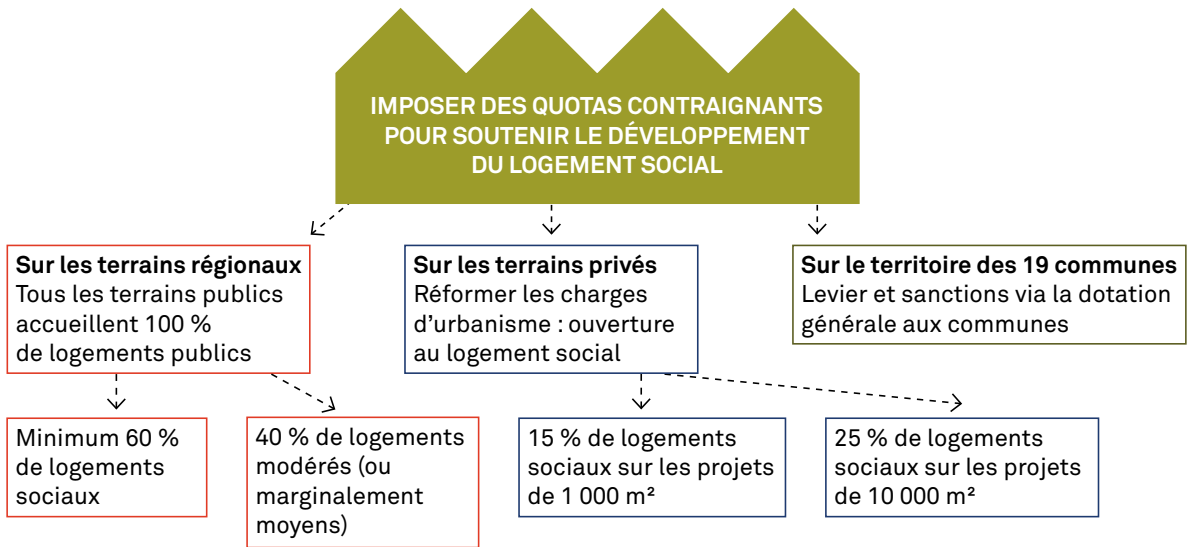 IMPOSER DES QUOTAS CONTRAIGNANTS
POUR SOUTENIR LE DÉVELOPPEMENT
DU LOGEMENT SOCIAL
Sur les terrains régionaux
Tous les terrains publics
accueillent 100 %
de logements publics
Sur les terrains privés
Réformer les charges
d’urbanisme : ouverture
au logement social
Sur le territoire des 19 communes
Levier et sanctions via la dotation
générale aux communes
Minimum 60 %
de logements
sociaux
40 % de logements
modérés (ou
marginalement
moyens)
15 % de logements
sociaux sur les projets
de 1 000 m²
25 % de logements
sociaux sur les projets
de 10 000 m²